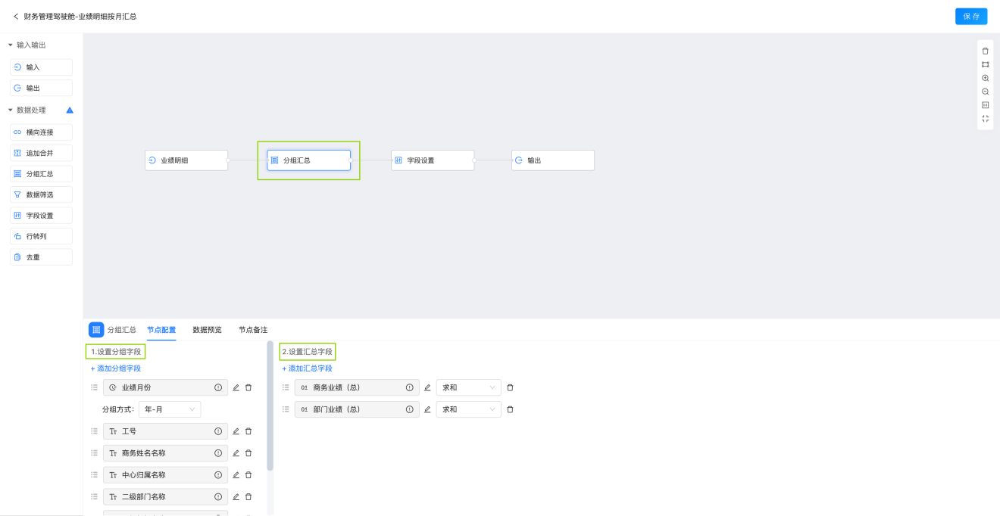 财务管理驾驶舱-业绩明细按月汇总
保 存
输入输出
输入
输出
数据处理
横向连接
追加合并
分组汇总
数据筛选
字段设置
行转列
去重
业绩明细
分组汇总
字段设置
输出
分组汇总 节点配置 数据预览 节点备注
1.设置分组字段
+ 添加分组字段
业绩月份
分组方式: 年-月
Tт 工号
Tт 商务姓名名称
Tт 中心归属名称
Tт 二级部门名称
2.设置汇总字段
+ 添加汇总字段
01 商务业绩（总） 求和
01 部门业绩（总） 求和